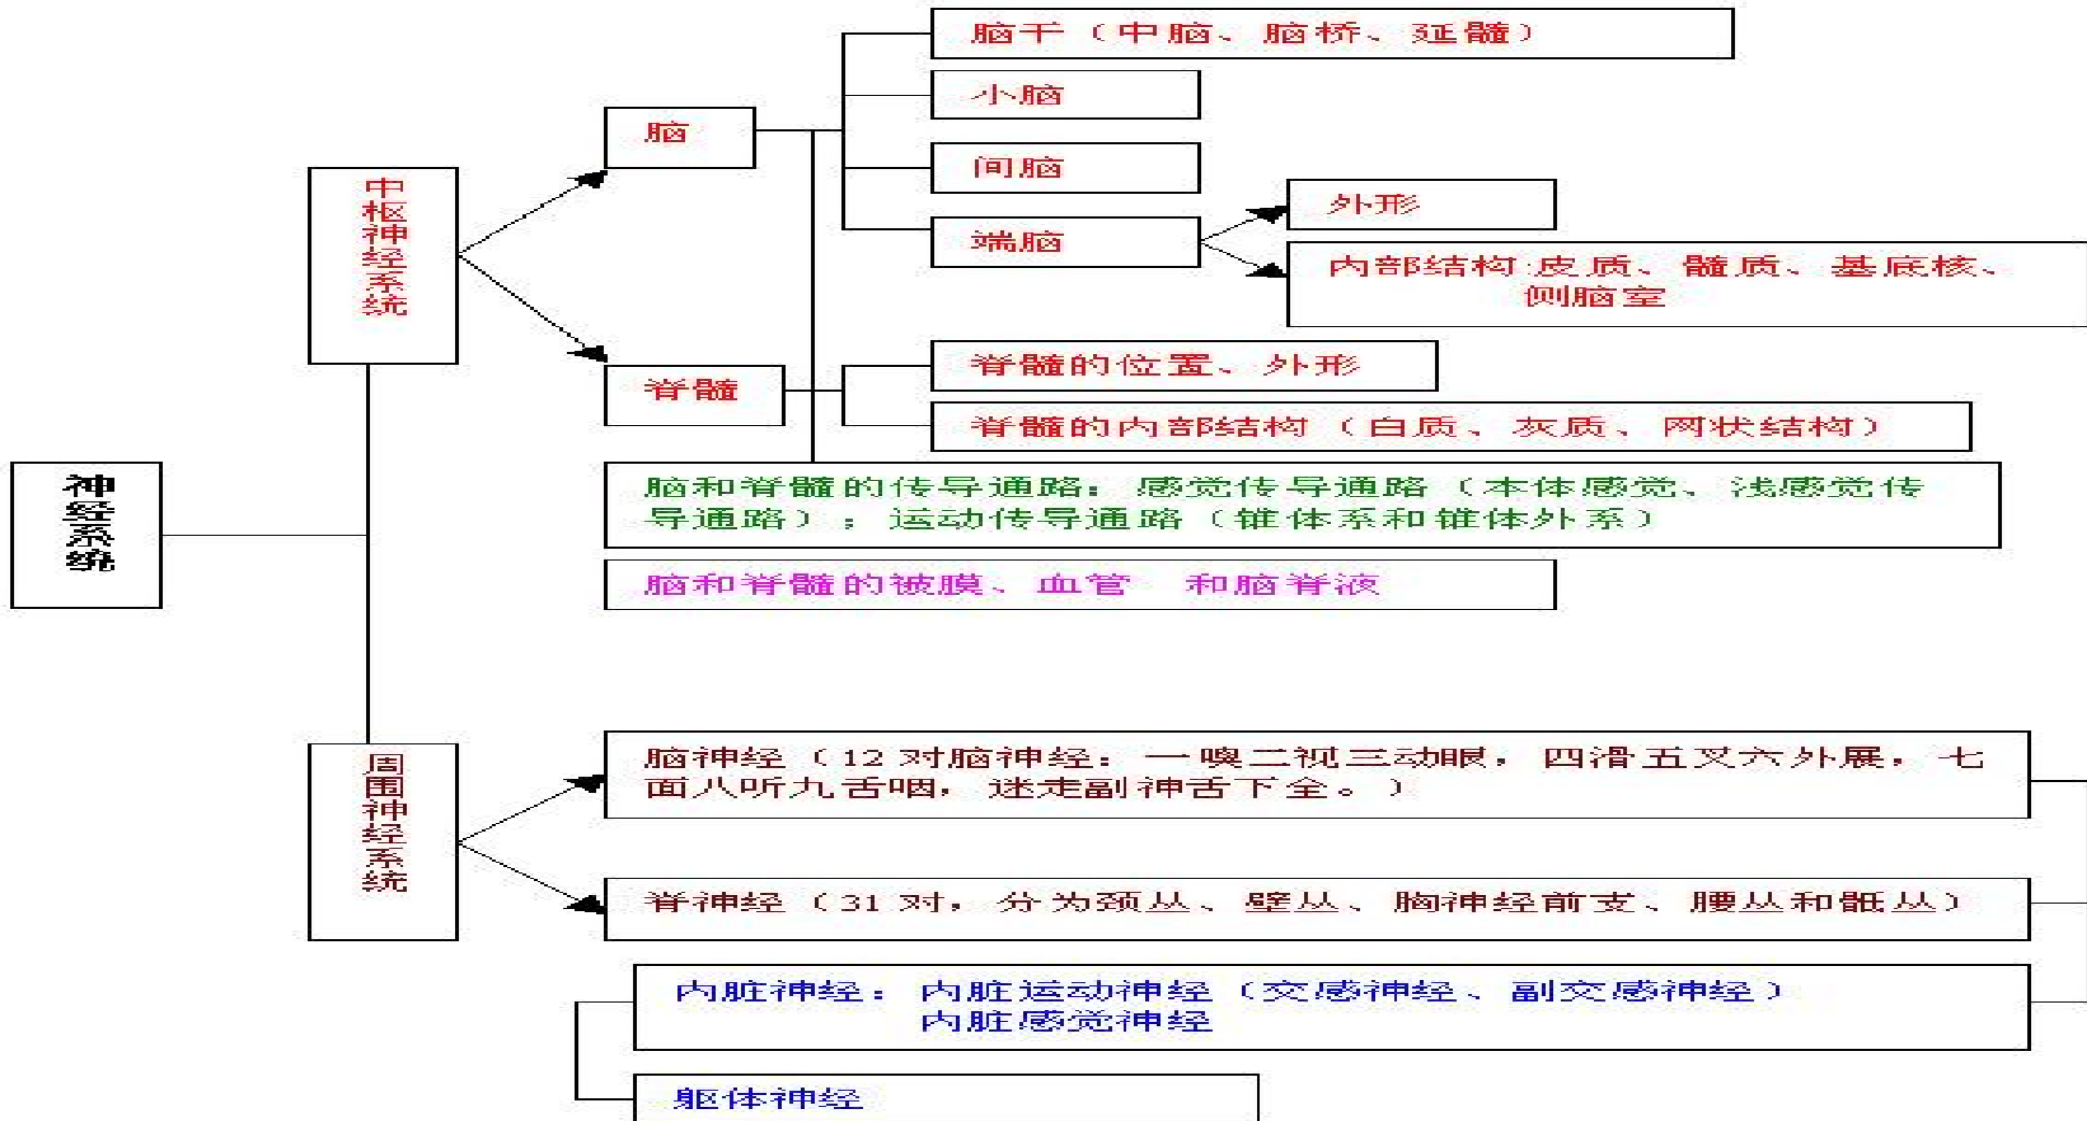 脑干（中脑、脑桥、延髓）
小脑
脑
间脑
中枢神经系统
外形
端脑
内部结构:皮质、髓质、基底核、
侧脑室
脊髓的位置、外形
脊髓
脊髓的内部结构（白质、灰质、网状结构）
神经系统
脑和脊髓的传导通路：感觉传导通路（本体感觉、浅感觉传
导通路）；运动传导通路（锥体系和锥体外系）
脑和脊髓的被膜、血管 和脑脊液
周围神经系统
脑神经（12 对脑神经：一嗅二视三动眼，四滑五叉六外展，七
面八听九舌咽，迷走副神舌下全。）
脊神经（31 对，分为颈丛、壁丛、胸神经前支、腰丛和骶丛）
内脏神经：内脏运动神经（交感神经、副交感神经）
内脏感觉神经
躯体神经